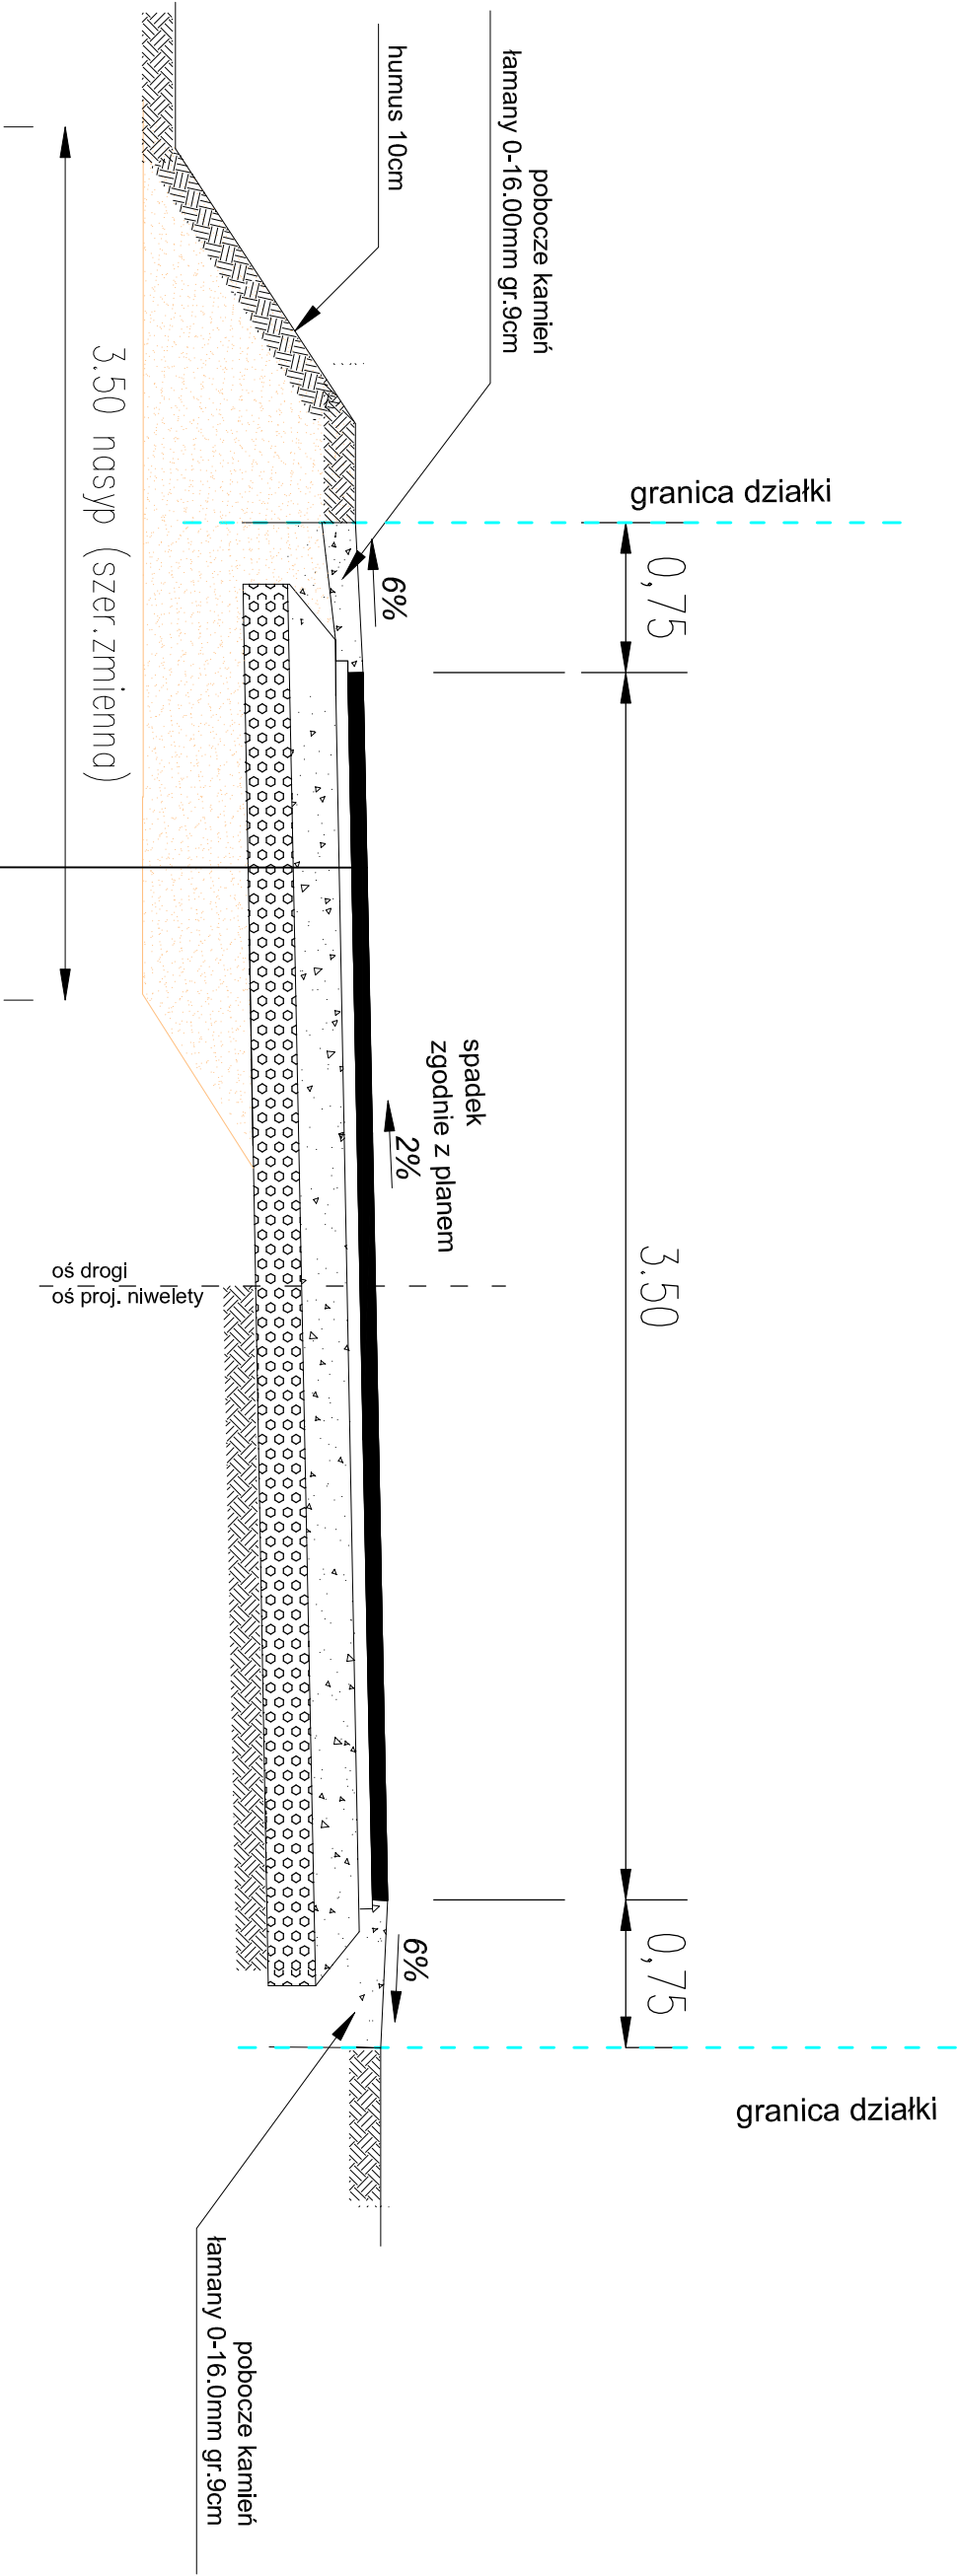 granica działki
granica działki
0,75
3.50
0,75
pobocze kamień
łamany 0-16.00mm gr.9cm
humus 10cm
6%
spadek
zgodnie z planem
2%
6%
oś drogi
oś proj. niwelety
3.50 nasyp (szer.zmienna)
pobocze kamień
łamany 0-16.0mm gr.9cm